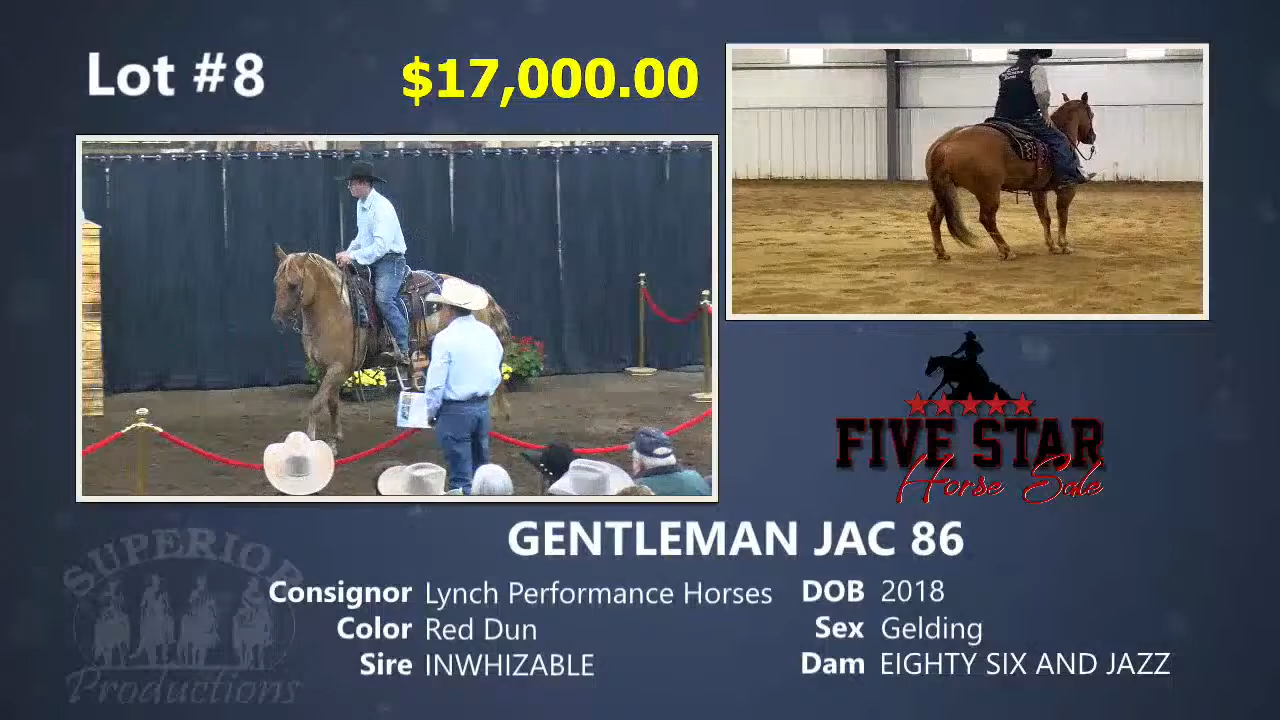 Lot #8
$17,000.00
FIVE STAR
Horse Sale
GENTLEMAN JAC 86
Consignor Lynch Performance Horses
DOB 2018
Color Red Dun
Sex Gelding
Sire INWHIZABLE
Dam EIGHTY SIX AND JAZZ
SUPERIOR
Productions